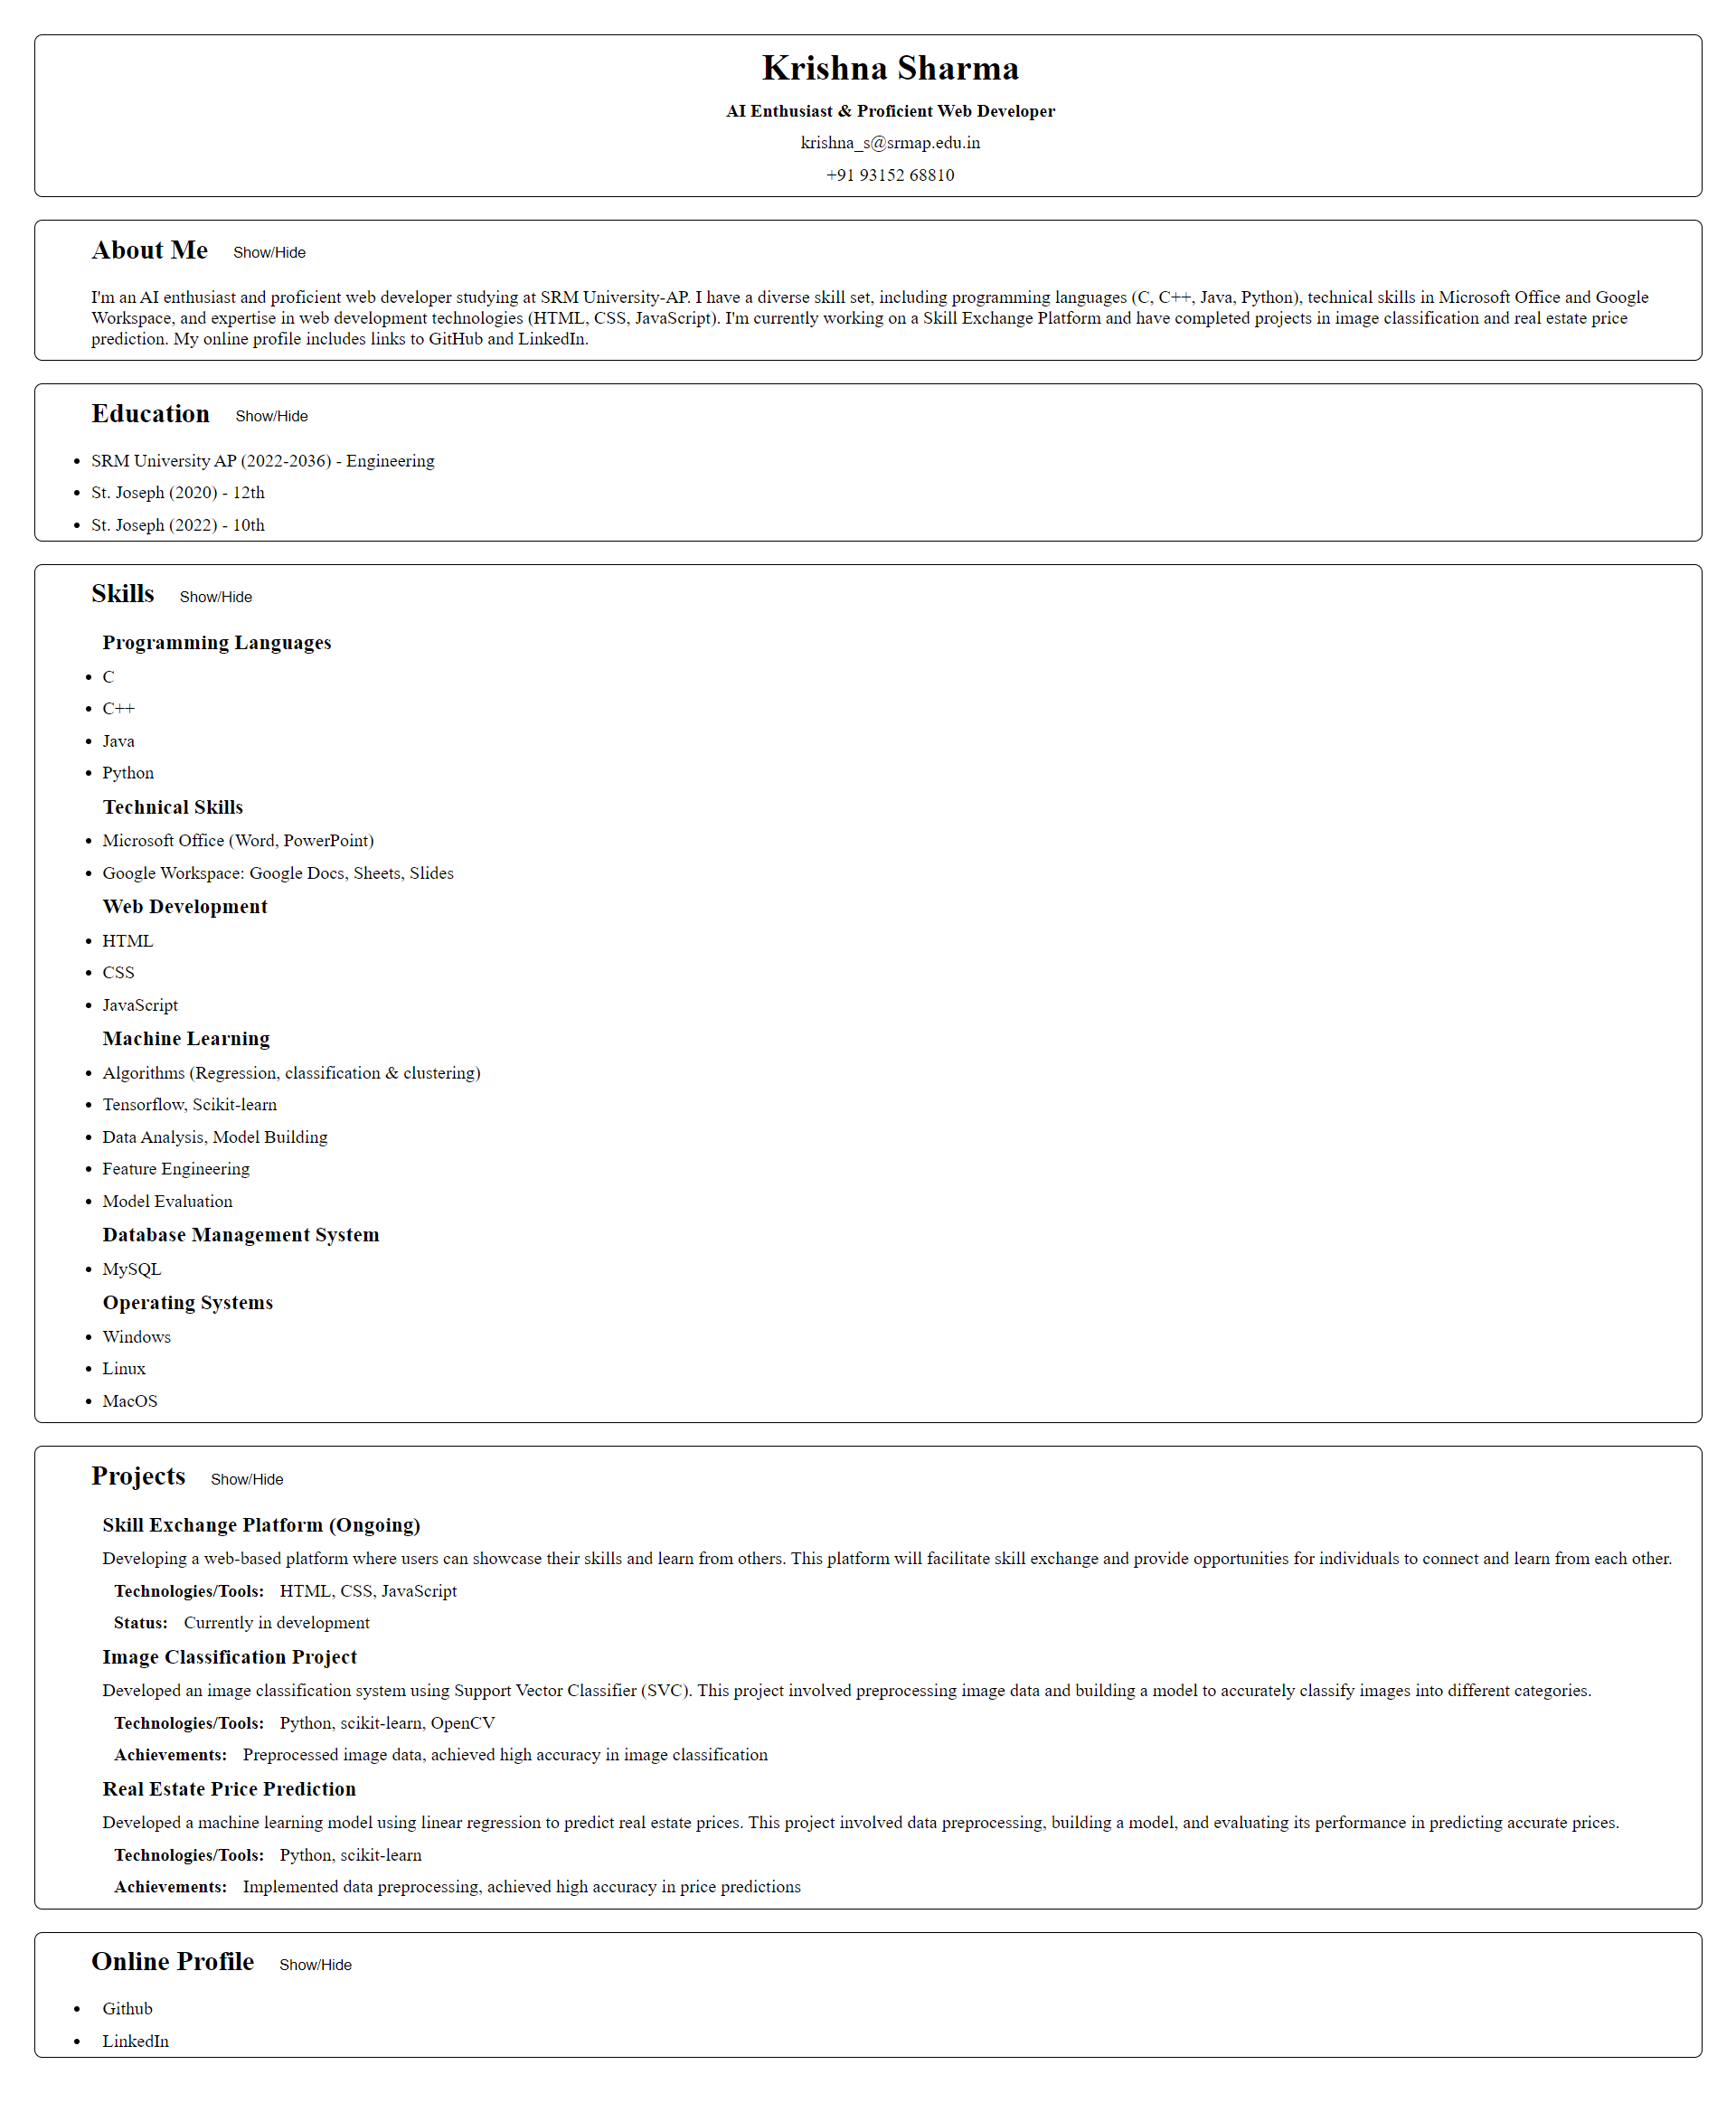 Krishna Sharma
AI Enthusiast & Proficient Web Developer
krishna_s@srmap.edu.in
+91 93152 68810
About Me Show/Hide
I'm an AI enthusiast and proficient web developer studying at SRM University-AP. I have a diverse skill set, including programming languages (C, C++, Java, Python), technical skills in Microsoft Office and Google
Workspace, and expertise in web development technologies (HTML, CSS, JavaScript). I'm currently working on a Skill Exchange Platform and have completed projects in image classification and real estate price
prediction. My online profile includes links to GitHub and LinkedIn.
Education Show/Hide
• SRM University AP (2022-2036) - Engineering
• St. Joseph (2020) - 12th
• St. Joseph (2022) - 10th
Skills Show/Hide
Programming Languages
• C
• C++
• Java
• Python
Technical Skills
• Microsoft Office (Word, PowerPoint)
• Google Workspace: Google Docs, Sheets, Slides
Web Development
• HTML
• CSS
• JavaScript
Machine Learning
• Algorithms (Regression, classification & clustering)
• Tensorflow, Scikit-learn
• Data Analysis, Model Building
• Feature Engineering
• Model Evaluation
Database Management System
• MySQL
Operating Systems
• Windows
• Linux
• MacOS
Projects Show/Hide
Skill Exchange Platform (Ongoing)
Developing a web-based platform where users can showcase their skills and learn from others. This platform will facilitate skill exchange and provide opportunities for individuals to connect and learn from each other.
Technologies/Tools: HTML, CSS, JavaScript
Status: Currently in development
Image Classification Project
Developed an image classification system using Support Vector Classifier (SVC). This project involved preprocessing image data and building a model to accurately classify images into different categories.
Technologies/Tools: Python, scikit-learn, OpenCV
Achievements: Preprocessed image data, achieved high accuracy in image classification
Real Estate Price Prediction
Developed a machine learning model using linear regression to predict real estate prices. This project involved data preprocessing, building a model, and evaluating its performance in predicting accurate prices.
Technologies/Tools: Python, scikit-learn
Achievements: Implemented data preprocessing, achieved high accuracy in price predictions
Online Profile Show/Hide
• Github
• LinkedIn